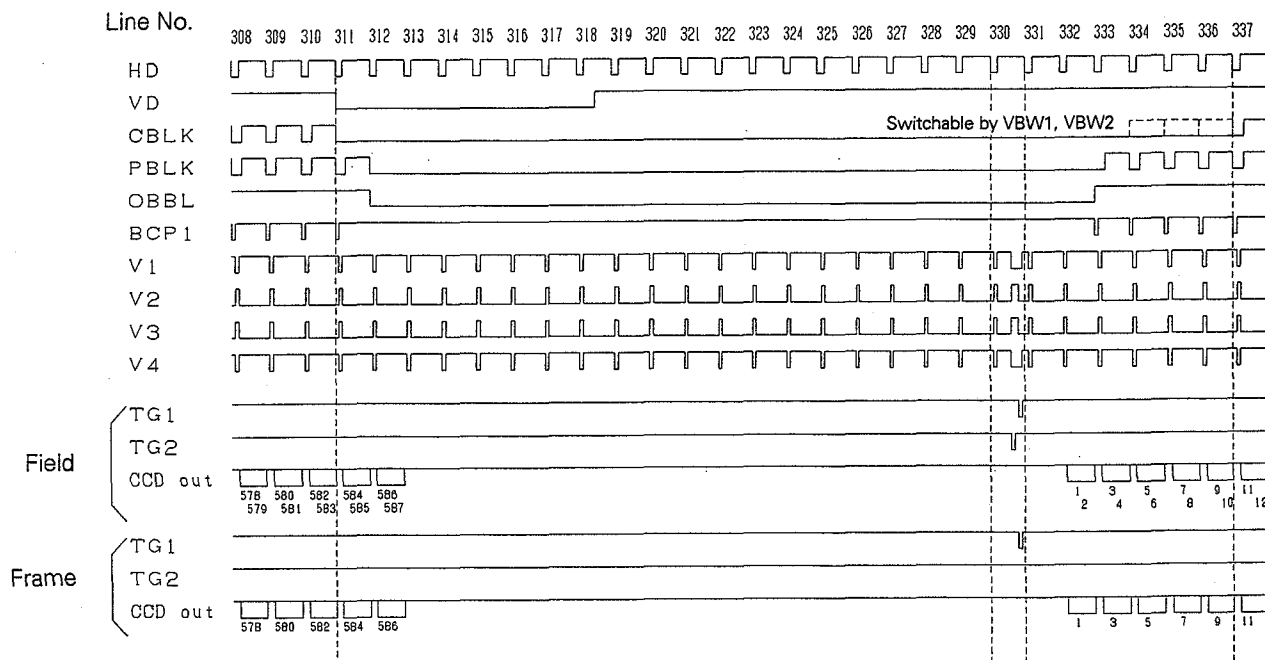 Line No.
308 309 310 311 312 313 314 315 316 317 318 319 320 321 322 323 324 325 326 327 328 329 330 331 332 333 334 335 336 337
HD
VD
CBLK Switchable by VBW1, VBW2
PBLK
OBBL
BCP1
V1
V2
V3
V4
Field
TG1
TG2
CCD out
578 580 582 584 586 1 3 5 7 9 11
579 581 583 585 587 2 4 6 8 10 12
Frame
TG1
TG2
CCD out
578 580 582 584 586 1 3 5 7 9 11